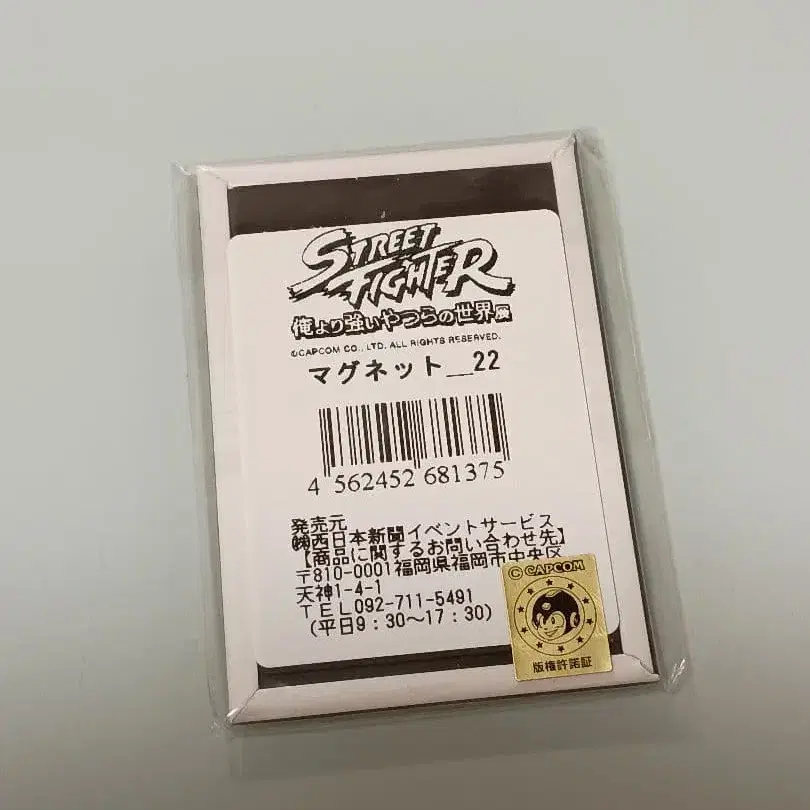 STREET
FIGHTER
俺より強いやつらの世界展
©CAPCOM CO., LTD. ALL RIGHTS RESERVED.
マグネット__22
4 562452 681375
発売元
㈱西日本新聞イベントサービス
【商品に関するお問い合わせ先】
〒810-0001福岡県福岡市中央区
天神1-4-1
TEL092-711-5491
(平日9:30～17:30)
© CAPCOM
版権許諾証